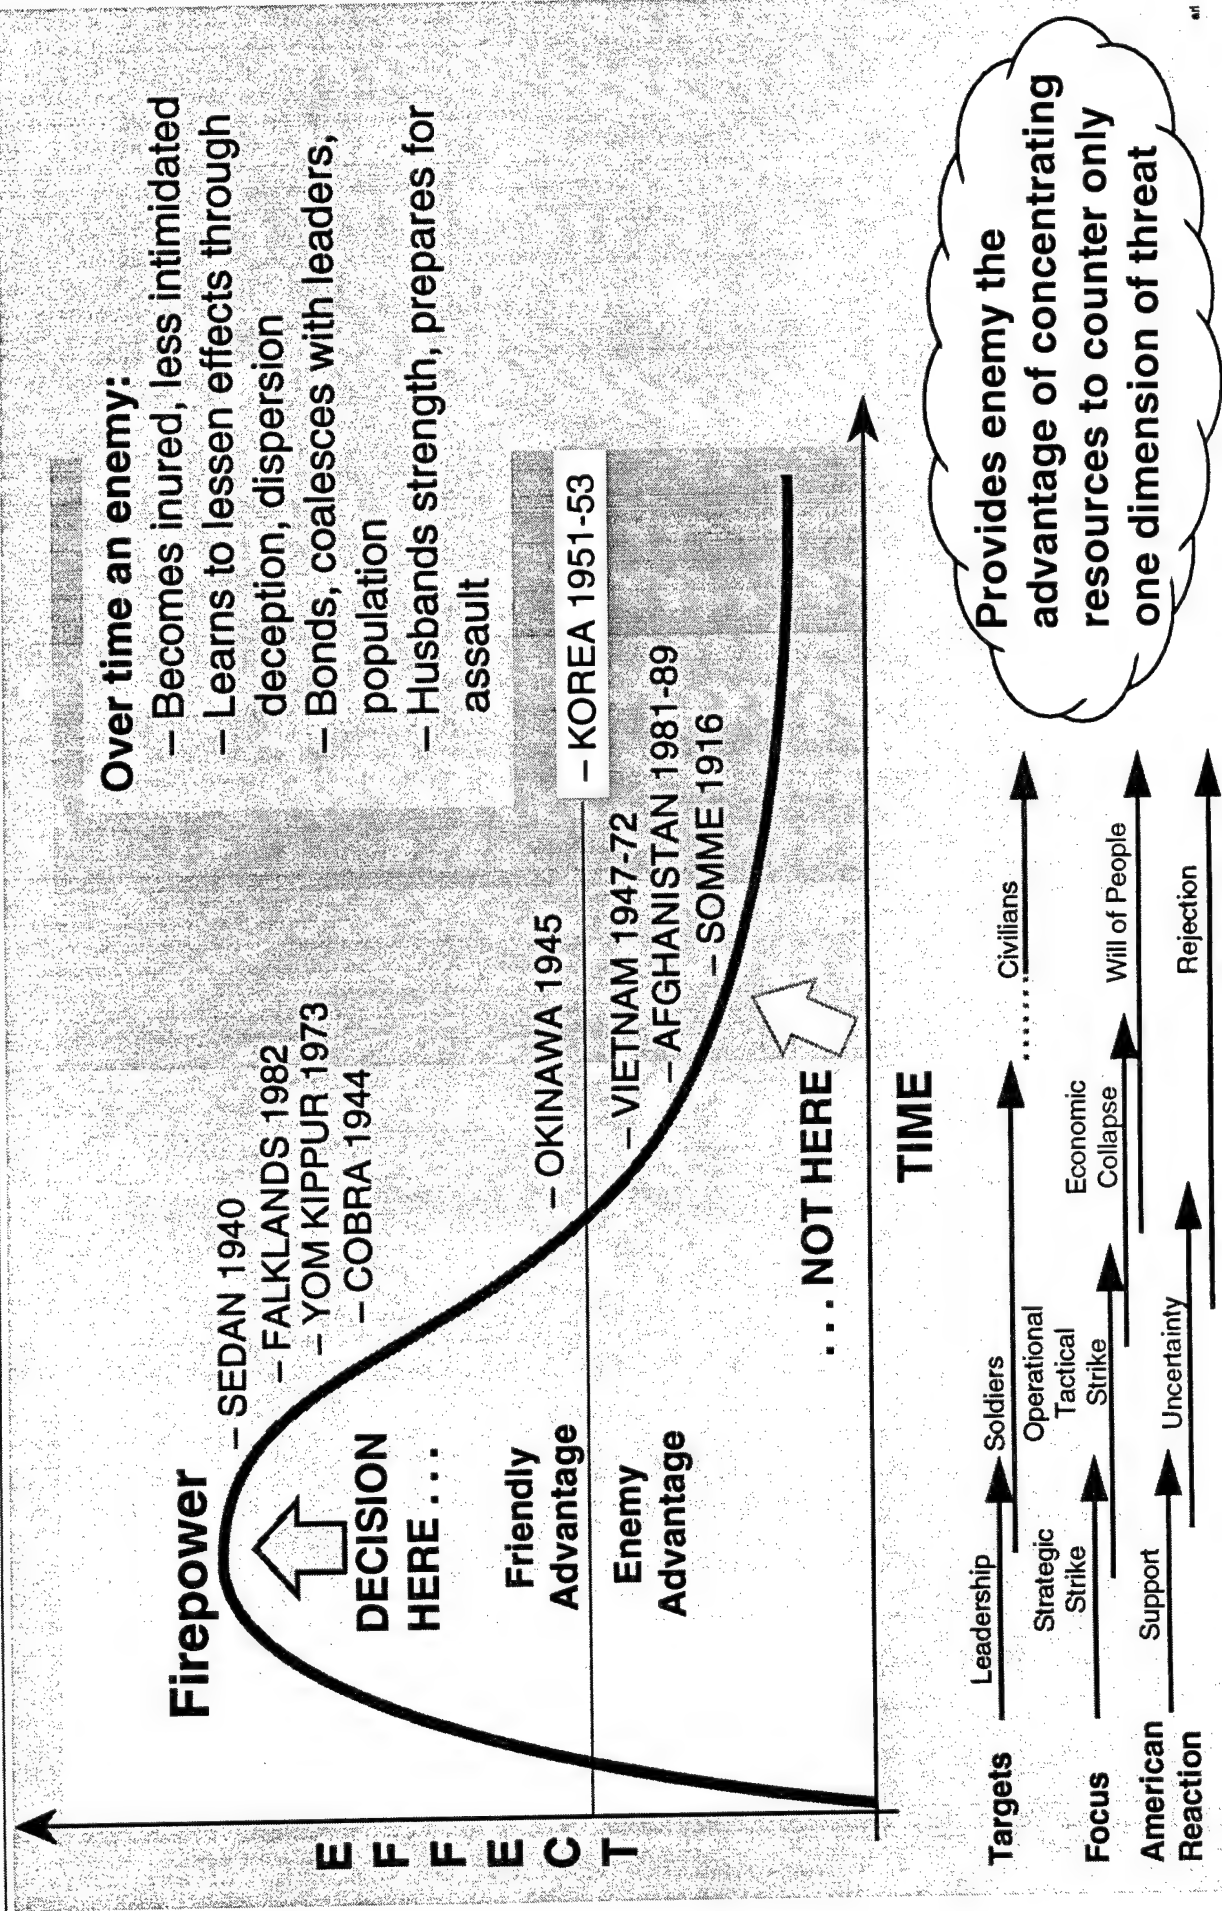 Firepower
Over time an enemy:
– Becomes inured, less intimidated
– Learns to lessen effects through
deception, dispersion
– Bonds, coalesces with leaders,
population
– Husbands strength, prepares for
assault
– SEDAN 1940
– FALKLANDS 1982
– YOM KIPPUR 1973
– COBRA 1944
DECISION
HERE....
EFFECT
Friendly
Advantage
Enemy
Advantage
– OKINAWA 1945
– KOREA 1951-53
– VIETNAM 1947-72
– AFGHANISTAN 1981-89
– SOMME 1916
...NOT HERE
TIME
Targets
Leadership
Soldiers
Civilians
Focus
Strategic
Strike
Operational
Tactical
Strike
Economic
Collapse
Will of People
American
Reaction
Support
Uncertainty
Rejection
Provides enemy the
advantage of concentrating
resources to counter only
one dimension of threat